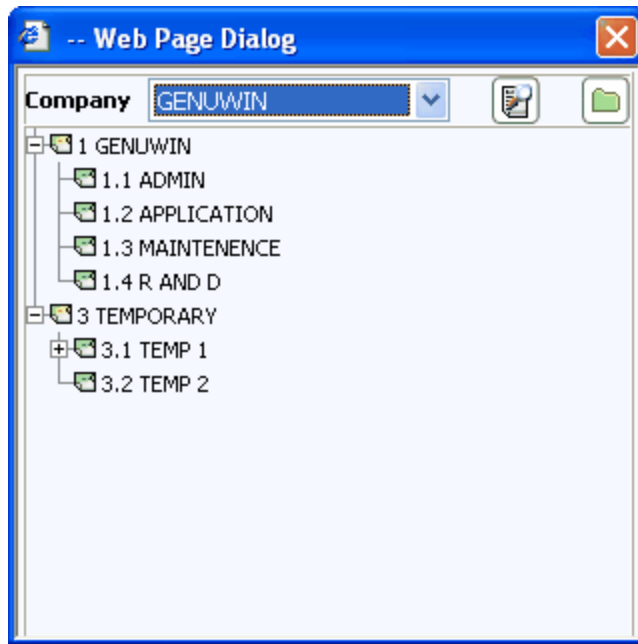 -- Web Page Dialog
Company GENUWIN
1 GENUWIN
1.1 ADMIN
1.2 APPLICATION
1.3 MAINTENENCE
1.4 R AND D
3 TEMPORARY
3.1 TEMP 1
3.2 TEMP 2